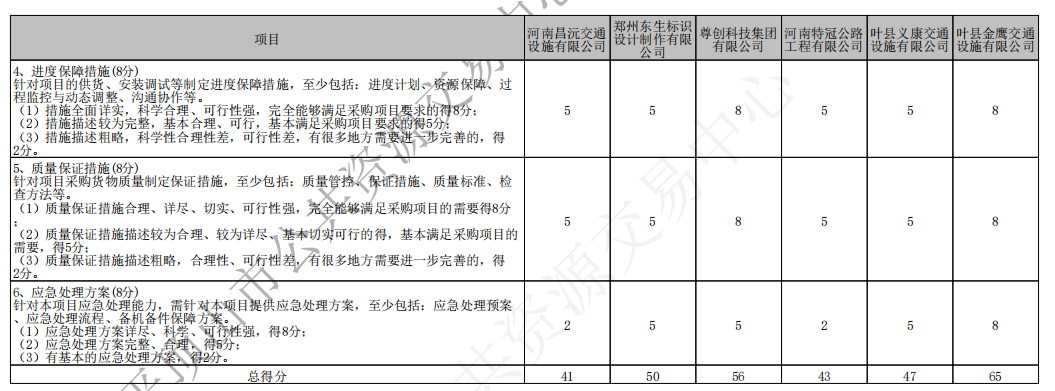 项目
河南昌沅交通
设施有限公司
郑州东生标识
设计制作有限
公司
尊创科技集团
有限公司
河南特冠公路
工程有限公司
叶县义康交通
设施有限公司
叶县金鹰交通
设施有限公司
4、进度保障措施(8分)
针对项目的供货、安装调试等制定进度保障措施，至少包括：进度计划、资源保障、过
程监控与动态调整、沟通协作等。
（1）措施全面详实，科学合理、可行性强，完全能够满足采购项目要求的得8分；
（2）措施描述较为完整，基本合理、可行，基本满足采购项目要求的得5分；
（3）措施描述粗略，科学性合理性差，可行性差，有很多地方需要进一步完善的，得
2分。
5 5 8 5 5 8
5、质量保证措施(8分)
针对项目采购货物质量制定保证措施，至少包括：质量管控、保证措施、质量标准、检
查方法等。
（1）质量保证措施合理、详尽、切实、可行性强，完全能够满足采购项目的需要得8分
；
（2）质量保证措施描述较为合理、较为详尽、基本切实可行的得，基本满足采购项目的
需要，得5分；
（3）质量保证措施描述粗略，合理性、可行性差，有很多地方需要进一步完善的，得
2分。
5 5 8 5 5 8
6、应急处理方案(8分)
针对本项目应急处理能力，需针对本项目提供应急处理方案，至少包括：应急处理预案
、应急处理流程、备机备件保障方案。
（1）应急处理方案详尽、科学、可行性强，得8分；
（2）应急处理方案完整、合理，得5分；
（3）有基本的应急处理方案，得2分。
2 5 5 2 5 8
总得分 41 50 56 43 47 65
平顶山市公共资源交易中心
公共资源交易中心